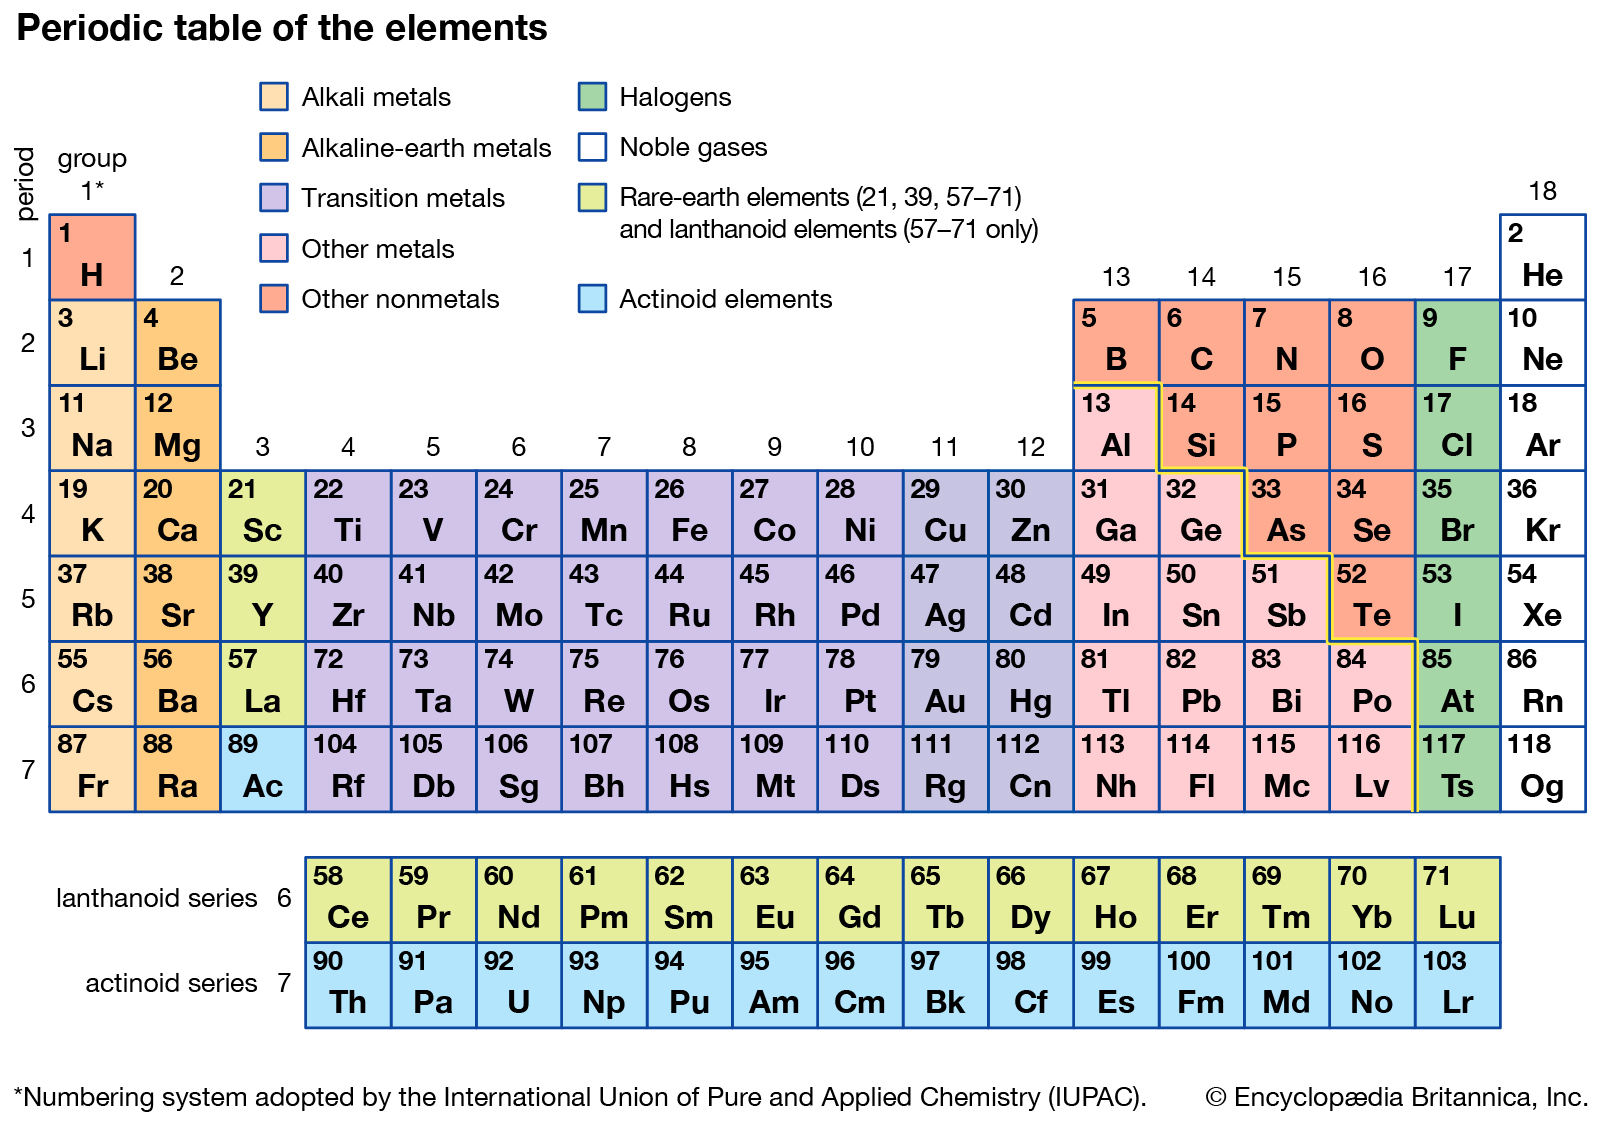 Periodic table of the elements
Alkali metals
Alkaline-earth metals
Transition metals
Other metals
Other nonmetals
Halogens
Noble gases
Rare-earth elements (21, 39, 57–71)
and lanthanoid elements (57–71 only)
Actinoid elements
period
group
1* 2 3 4 5 6 7 8 9 10 11 12 13 14 15 16 17 18
1
1 2
H He
2
3 4 5 6 7 8 9 10
Li Be B C N O F Ne
3
11 12 13 14 15 16 17 18
Na Mg Al Si P S Cl Ar
4
19 20 21 22 23 24 25 26 27 28 29 30 31 32 33 34 35 36
K Ca Sc Ti V Cr Mn Fe Co Ni Cu Zn Ga Ge As Se Br Kr
5
37 38 39 40 41 42 43 44 45 46 47 48 49 50 51 52 53 54
Rb Sr Y Zr Nb Mo Tc Ru Rh Pd Ag Cd In Sn Sb Te I Xe
6
55 56 57 72 73 74 75 76 77 78 79 80 81 82 83 84 85 86
Cs Ba La Hf Ta W Re Os Ir Pt Au Hg Tl Pb Bi Po At Rn
7
87 88 89 104 105 106 107 108 109 110 111 112 113 114 115 116 117 118
Fr Ra Ac Rf Db Sg Bh Hs Mt Ds Rg Cn Nh Fl Mc Lv Ts Og
lanthanoid series 6
58 59 60 61 62 63 64 65 66 67 68 69 70 71
Ce Pr Nd Pm Sm Eu Gd Tb Dy Ho Er Tm Yb Lu
actinoid series 7
90 91 92 93 94 95 96 97 98 99 100 101 102 103
Th Pa U Np Pu Am Cm Bk Cf Es Fm Md No Lr
*Numbering system adopted by the International Union of Pure and Applied Chemistry (IUPAC).
© Encyclopædia Britannica, Inc.